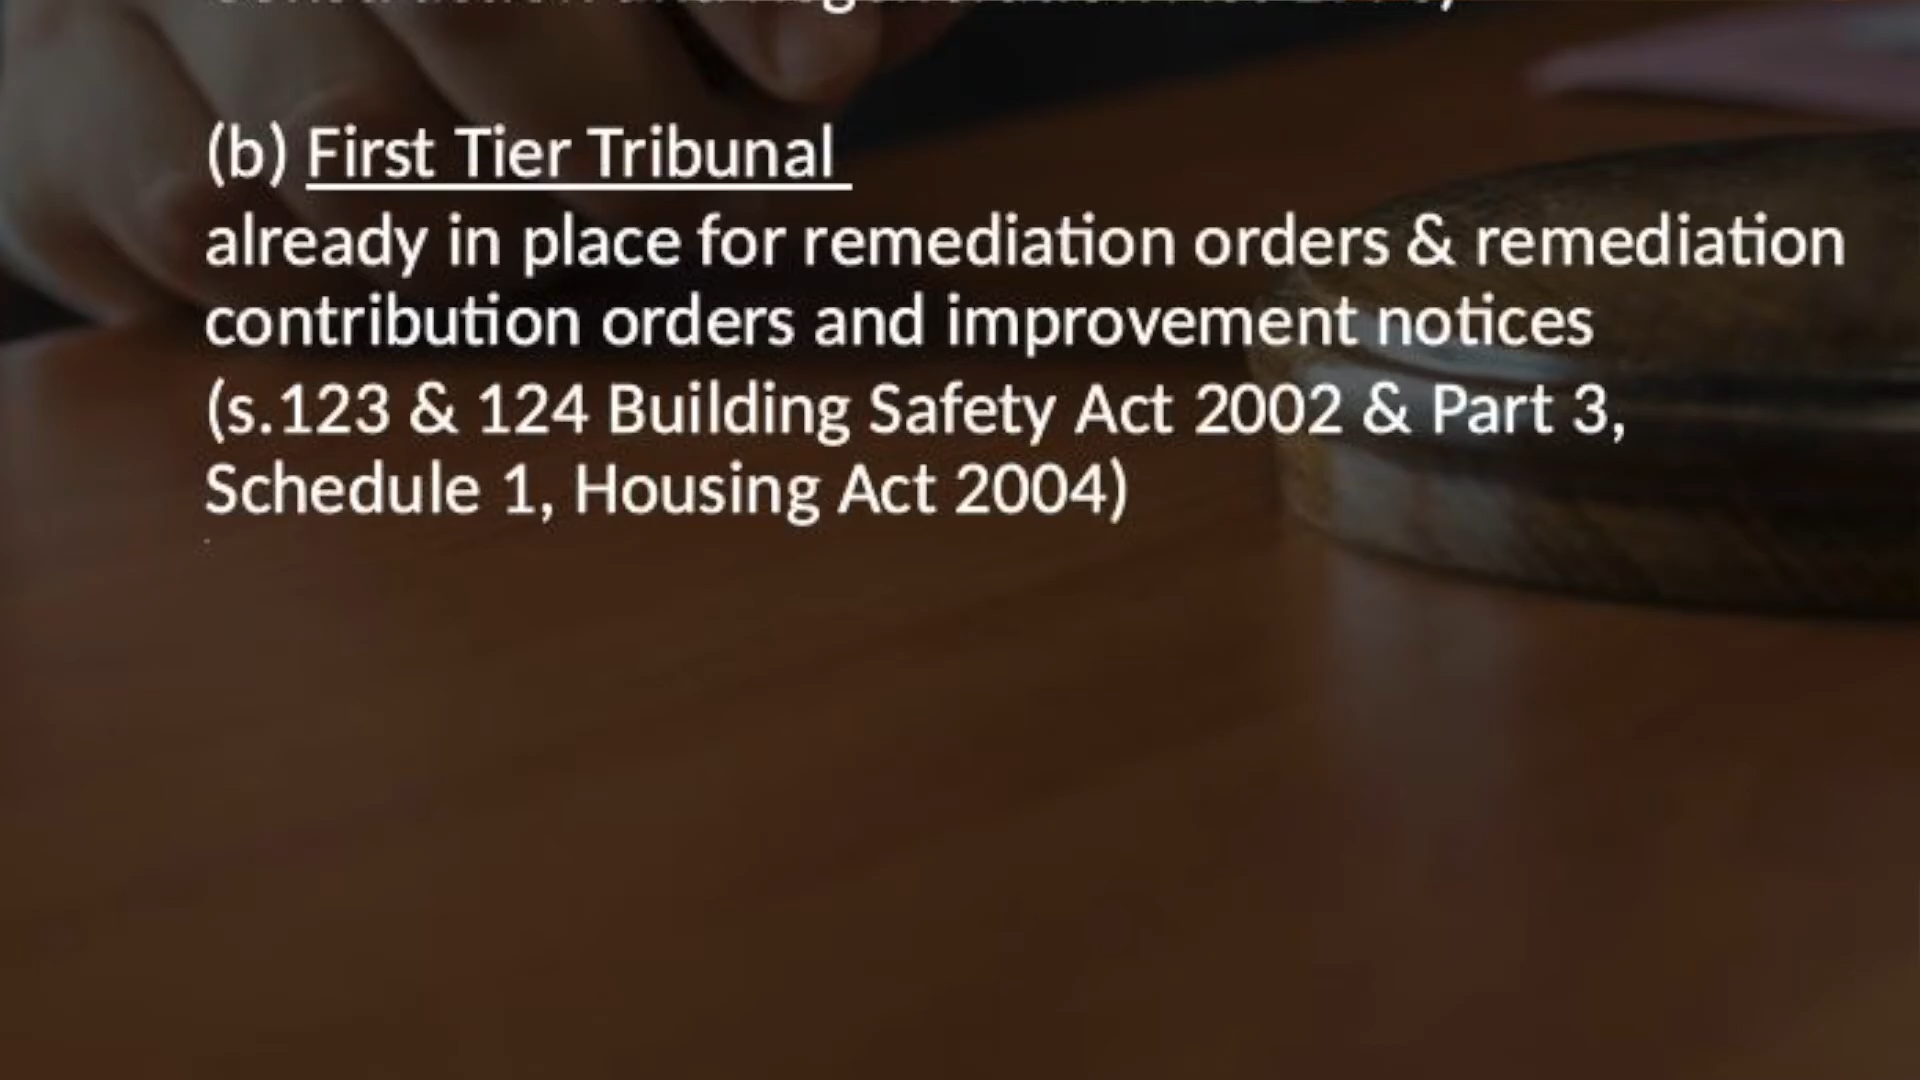 (b) First Tier Tribunal
already in place for remediation orders & remediation
contribution orders and improvement notices
(s.123 & 124 Building Safety Act 2002 & Part 3,
Schedule 1, Housing Act 2004)